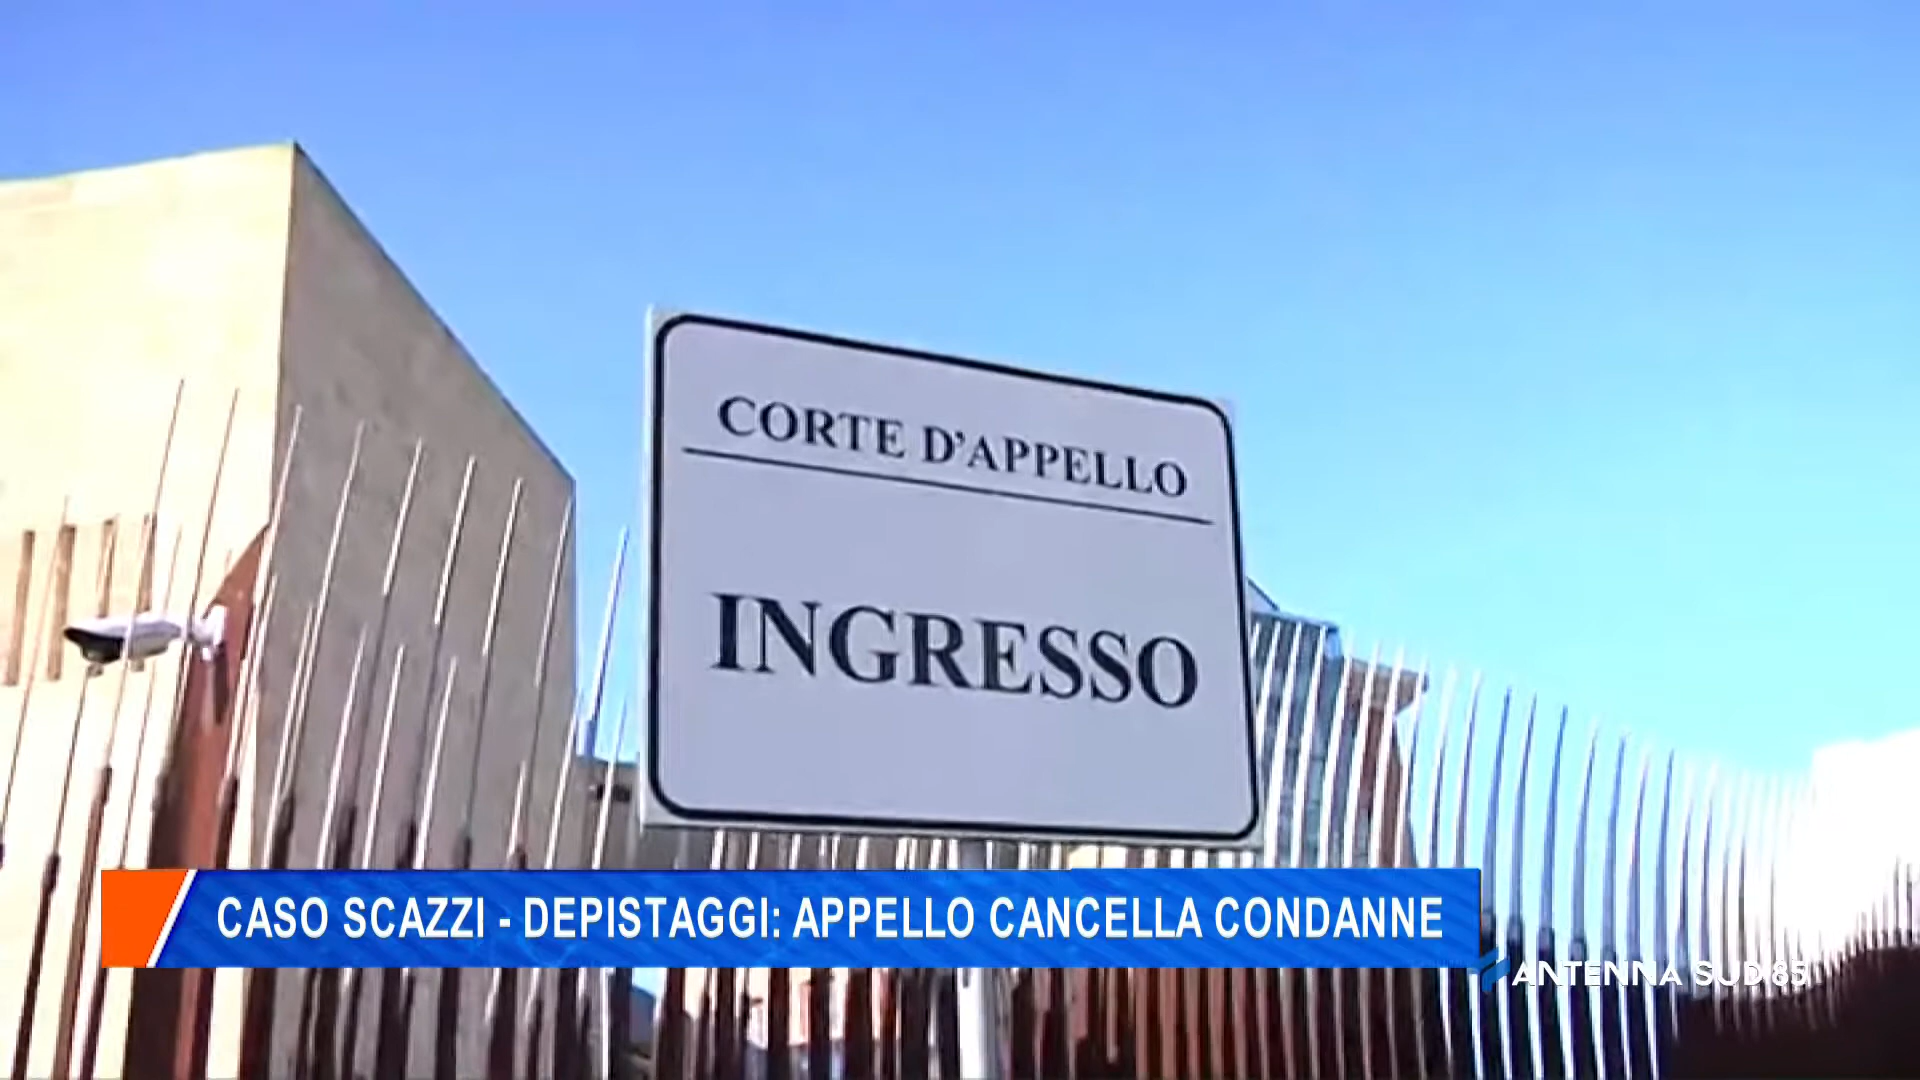 CORTE D'APPELLO
INGRESSO
CASO SCAZZI - DEPISTAGGI: APPELLO CANCELLA CONDANNE
ANTENNA SUD 85